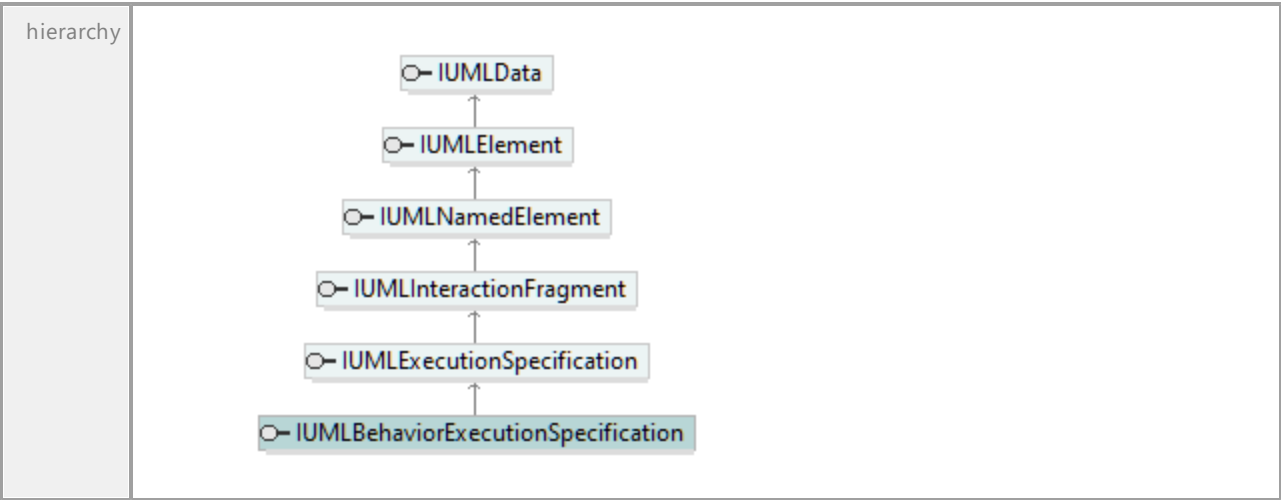 hierarchy
IUMLData
IUMLElement
IUMLNamedElement
IUMLInteractionFragment
IUMLExecutionSpecification
IUMLBehaviorExecutionSpecification